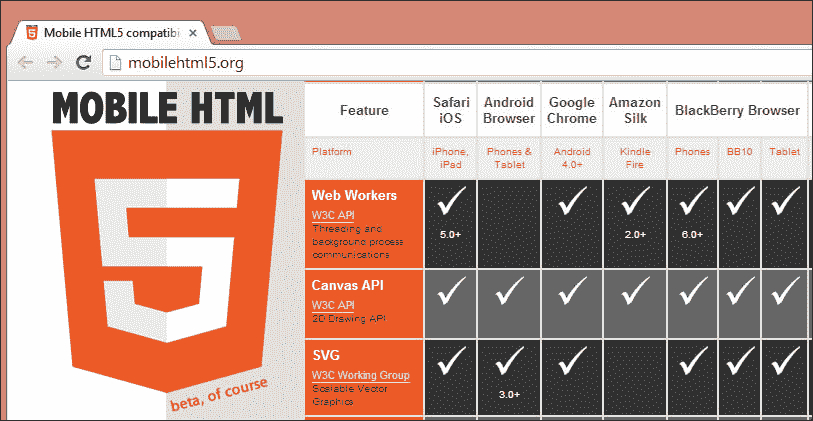 Mobile HTML5 compatibi
mobilehtml5.org
MOBILE HTML
5
beta, of course
Feature
Safari iOS
Android Browser
Google Chrome
Amazon Silk
BlackBerry Browser
Platform
iPhone, iPad
Phones & Tablet
Android 4.0+
Kindle Fire
Phones
BB10
Tablet
Web Workers
W3C API
Threading and
background process
communications
5.0+
2.0+
6.0+
Canvas API
W3C API
2D Drawing API
SVG
W3C Working Group
Scalable Vector
Graphics
3.0+